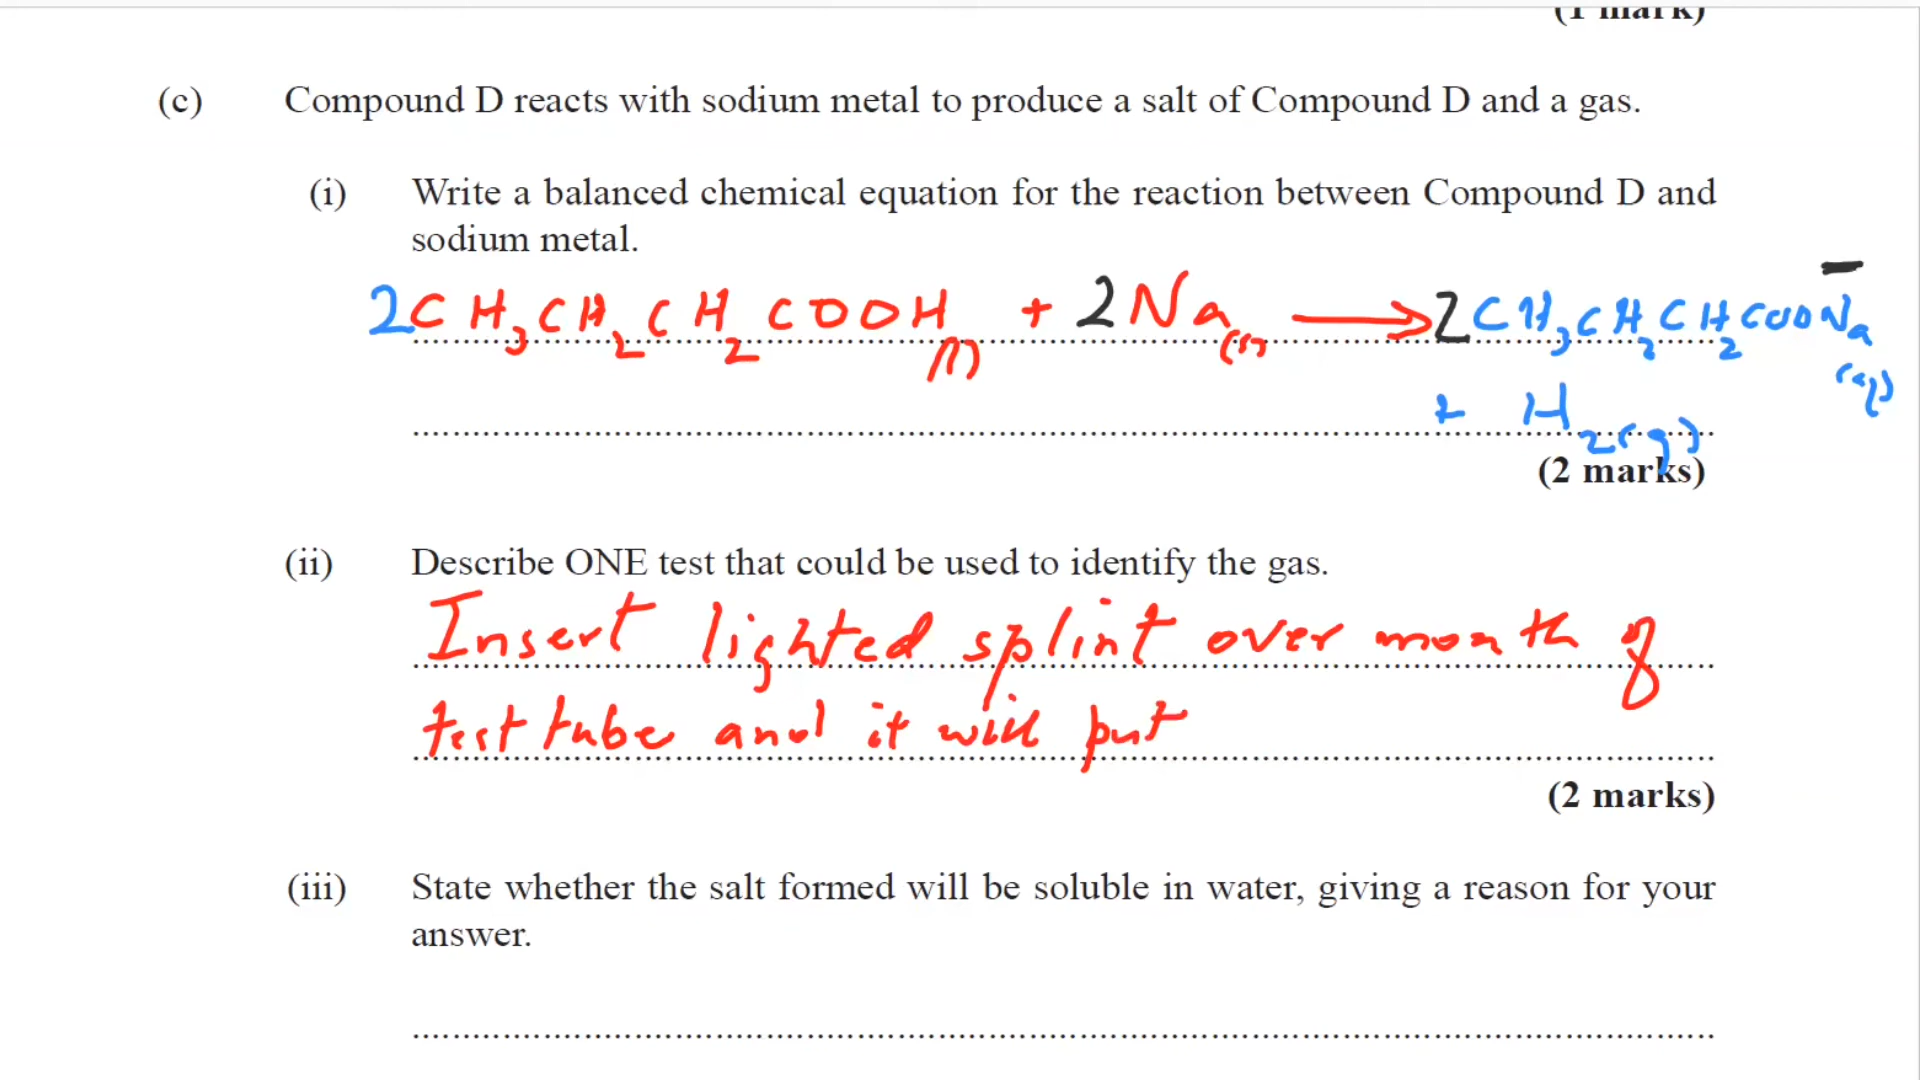 (1 mark)
(c) Compound D reacts with sodium metal to produce a salt of Compound D and a gas.
(i) Write a balanced chemical equation for the reaction between Compound D and
sodium metal.
2CH₃CH₂CH₂COOH(l) + 2Na(s) → 2CH₃CH₂CH₂COONa(aq)
+ H₂(g)
(2 marks)
(ii) Describe ONE test that could be used to identify the gas.
Insert lighted splint over mouth of
test tube and it will put
(2 marks)
(iii) State whether the salt formed will be soluble in water, giving a reason for your
answer.